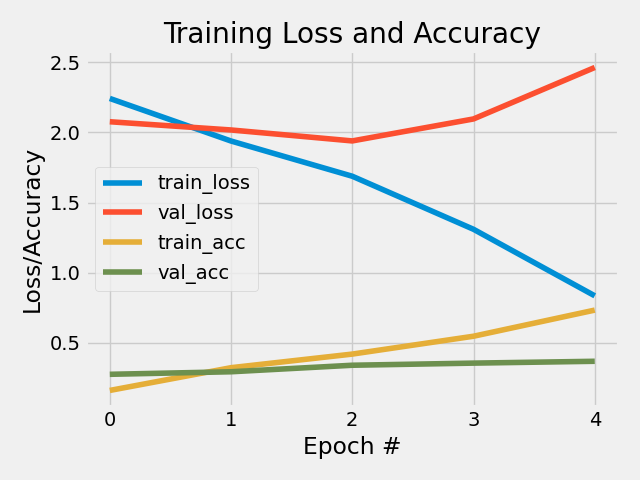 Training Loss and Accuracy
2.5
2.0
1.5
1.0
0.5
Loss/Accuracy
train_loss
val_loss
train_acc
val_acc
0 1 2 3 4
Epoch #